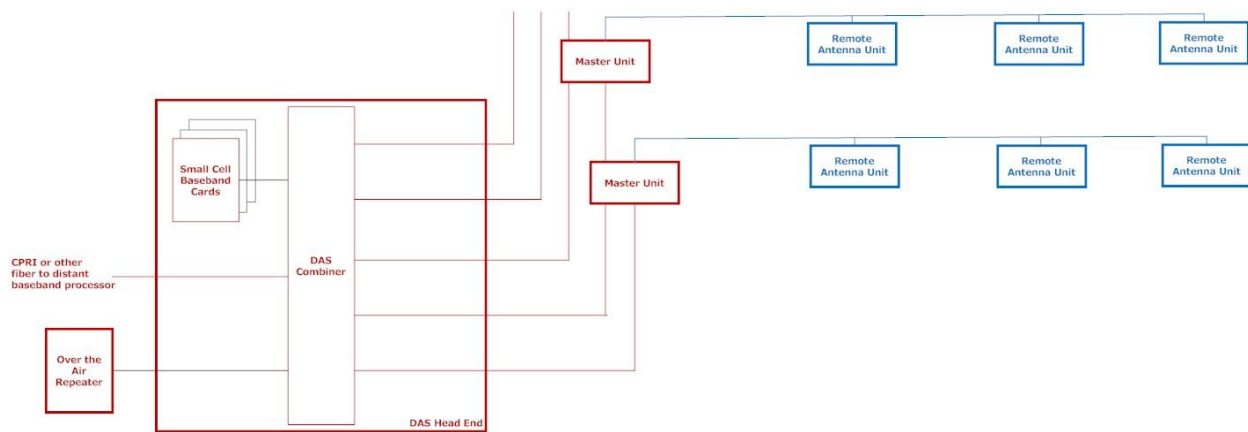 Master Unit
Remote
Antenna Unit
Remote
Antenna Unit
Remote
Antenna Unit
Master Unit
Remote
Antenna Unit
Remote
Antenna Unit
Remote
Antenna Unit
Small Cell
Baseband
Cards
DAS
Combiner
CPRI or other
fiber to distant
baseband processor
Over the
Air
Repeater
DAS Head End